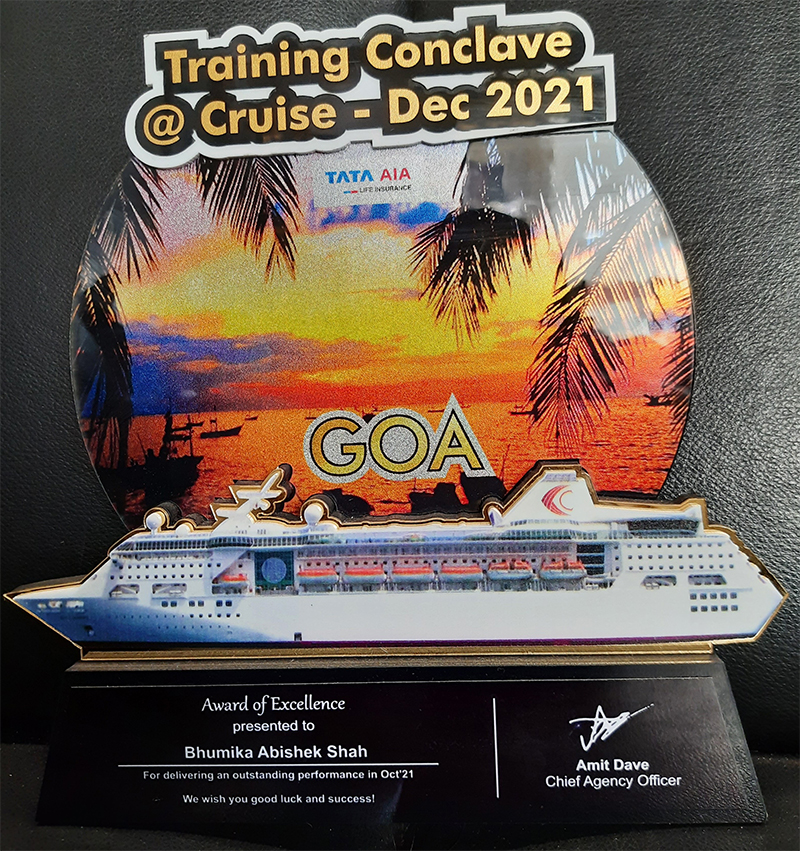 Training Conclave
@ Cruise - Dec 2021
TATA AIA
LIFE INSURANCE
GOA
Award of Excellence
presented to
Bhumika Abishek Shah
For delivering an outstanding performance in Oct'21
We wish you good luck and success!
Amit Dave
Chief Agency Officer